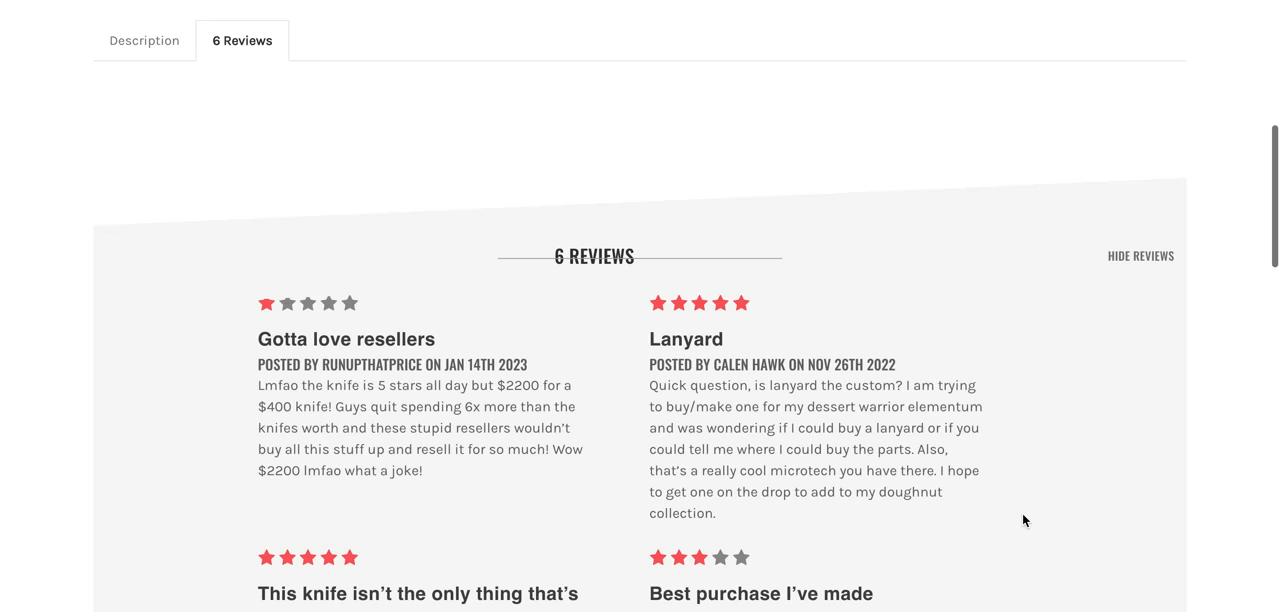 Description
6 Reviews
6 REVIEWS
HIDE REVIEWS
Gotta love resellers
POSTED BY RUNUPTHATPRICE ON JAN 14TH 2023
Lmfao the knife is 5 stars all day but $2200 for a
$400 knife! Guys quit spending 6x more than the
knifes worth and these stupid resellers wouldn’t
buy all this stuff up and resell it for so much! Wow
$2200 lmfao what a joke!
Lanyard
POSTED BY CALEN HAWK ON NOV 26TH 2022
Quick question, is lanyard the custom? I am trying
to buy/make one for my dessert warrior elementum
and was wondering if I could buy a lanyard or if you
could tell me where I could buy the parts. Also,
that’s a really cool microtech you have there. I hope
to get one on the drop to add to my doughnut
collection.
This knife isn’t the only thing that’s
Best purchase I’ve made